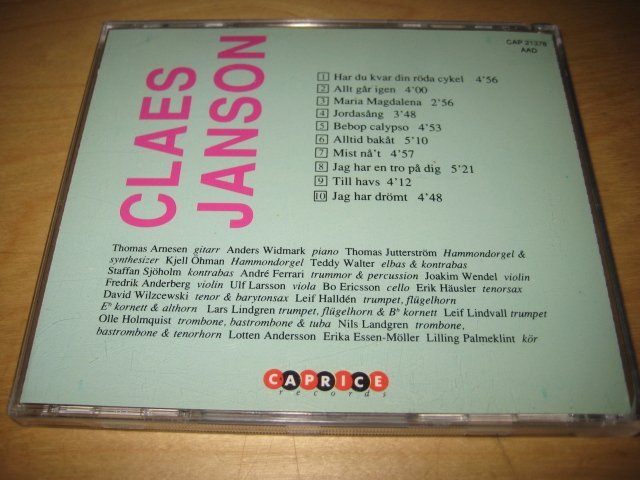 CLAES
JANSON
CAP 21378
AAD
1 Har du kvar din röda cykel 4'56
2 Allt går igen 4'00
3 Maria Magdalena 2'56
4 Jordasång 3'48
5 Bebop calypso 4'53
6 Alltid bakåt 5'10
7 Mist nå't 4'57
8 Jag har en tro på dig 5'21
9 Till havs 4'12
10 Jag har drömt 4'48
Thomas Arnesen gitarr Anders Widmark piano Thomas Jutterström Hammondorgel &
synthesizer Kjell Öhman Hammondorgel Teddy Walter elbas & kontrabas
Staffan Sjöholm kontrabas André Ferrari trummor & percussion Joakim Wendel violin
Fredrik Anderberg violin Ulf Larsson viola Bo Ericsson cello Erik Häusler tenorsax
David Wilzcewski tenor & barytonsax Leif Halldén trumpet, flügelhorn
E♭ kornett & althorn Lars Lindgren trumpet, flügelhorn & B♭ kornett Leif Lindvall trumpet
Olle Holmquist trombone, bastrombone & tuba Nils Landgren trombone,
bastrombone & tenorhorn Lotten Andersson Erika Essen-Möller Lilling Palmeklint kör
CAPRICE
records